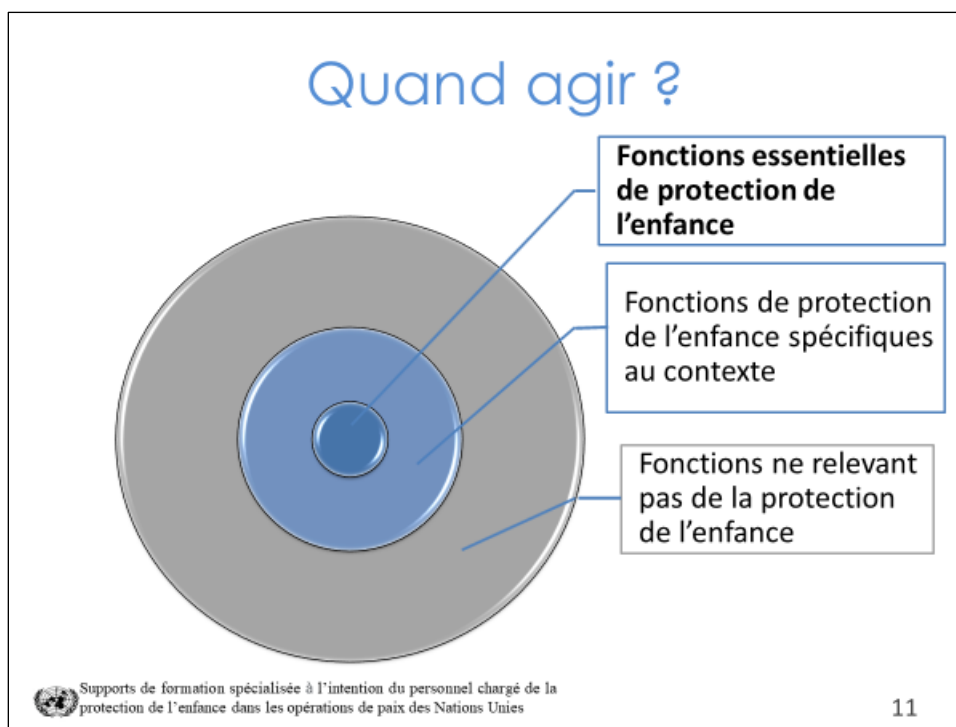 Quand agir ?
Fonctions essentielles
de protection de
l’enfance
Fonctions de protection
de l’enfance spécifiques
au contexte
Fonctions ne relevant
pas de la protection
de l’enfance
Supports de formation spécialisée à l’intention du personnel chargé de la
protection de l’enfance dans les opérations de paix des Nations Unies
11